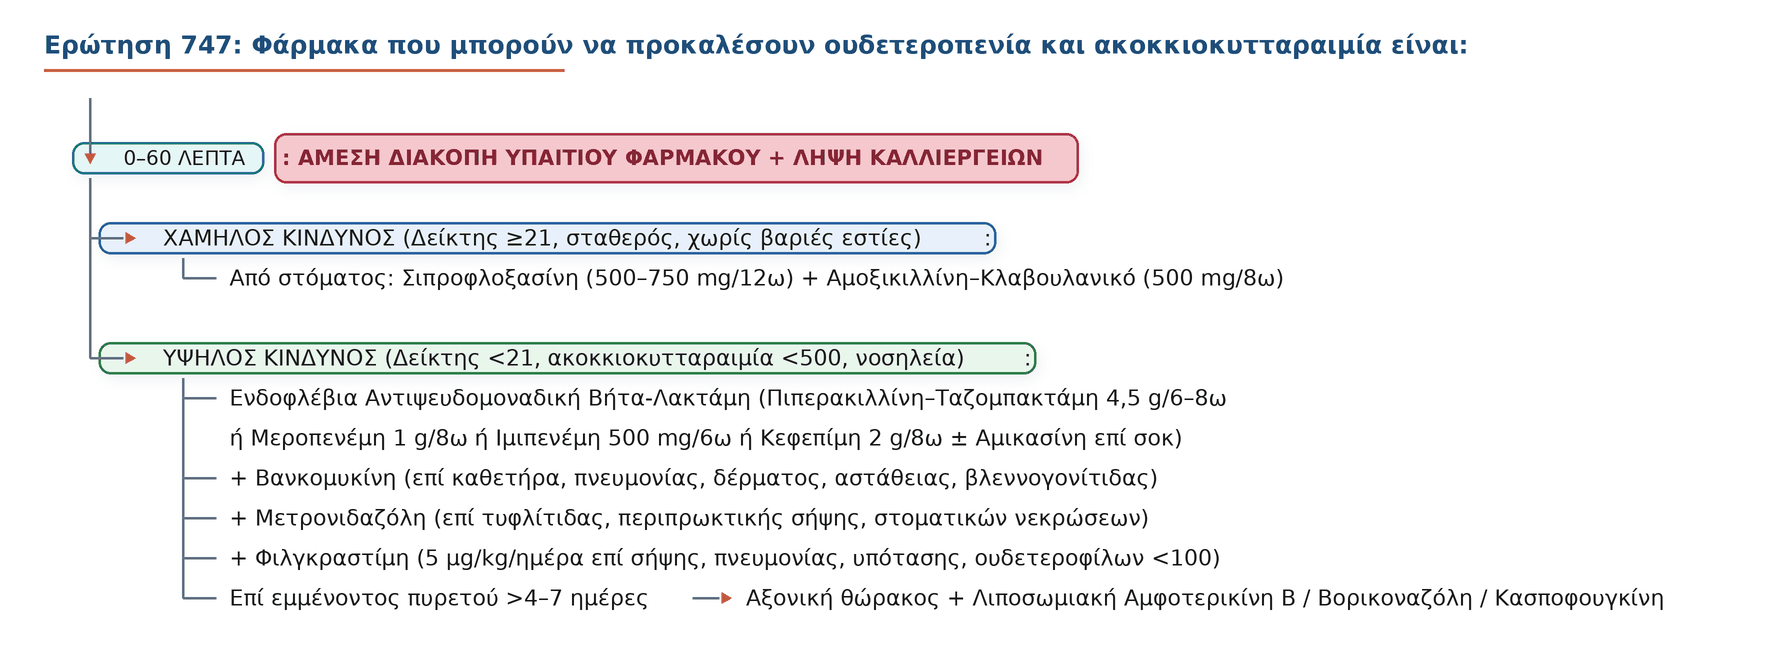 Ερώτηση 747: Φάρμακα που μπορούν να προκαλέσουν ουδετεροπενία και ακοκκιοκυτταραιμία είναι:
0–60 ΛΕΠΤΑ : ΑΜΕΣΗ ΔΙΑΚΟΠΗ ΥΠΑΙΤΙΟΥ ΦΑΡΜΑΚΟΥ + ΛΗΨΗ ΚΑΛΛΙΕΡΓΕΙΩΝ
ΧΑΜΗΛΟΣ ΚΙΝΔΥΝΟΣ (Δείκτης ≥21, σταθερός, χωρίς βαριές εστίες) :
Από στόματος: Σιπροφλοξασίνη (500–750 mg/12ω) + Αμοξικιλλίνη–Κλαβουλανικό (500 mg/8ω)
ΥΨΗΛΟΣ ΚΙΝΔΥΝΟΣ (Δείκτης <21, ακοκκιοκυτταραιμία <500, νοσηλεία) :
Ενδοφλέβια Αντιψευδομοναδική Βήτα-Λακτάμη (Πιπερακιλλίνη–Ταζομπακτάμη 4,5 g/6–8ω
ή Μεροπενέμη 1 g/8ω ή Ιμιπενέμη 500 mg/6ω ή Κεφεπίμη 2 g/8ω ± Αμικασίνη επί σοκ)
+ Βανκομυκίνη (επί καθετήρα, πνευμονίας, δέρματος, αστάθειας, βλεννογονίτιδας)
+ Μετρονιδαζόλη (επί τυφλίτιδας, περιπρωκτικής σήψης, στοματικών νεκρώσεων)
+ Φιλγκραστίμη (5 μg/kg/ημέρα επί σήψης, πνευμονίας, υπότασης, ουδετεροφίλων <100)
Επί εμμένοντος πυρετού >4–7 ημέρες Αξονική θώρακος + Λιποσωμιακή Αμφοτερικίνη Β / Βορικοναζόλη / Κασποφουγκίνη